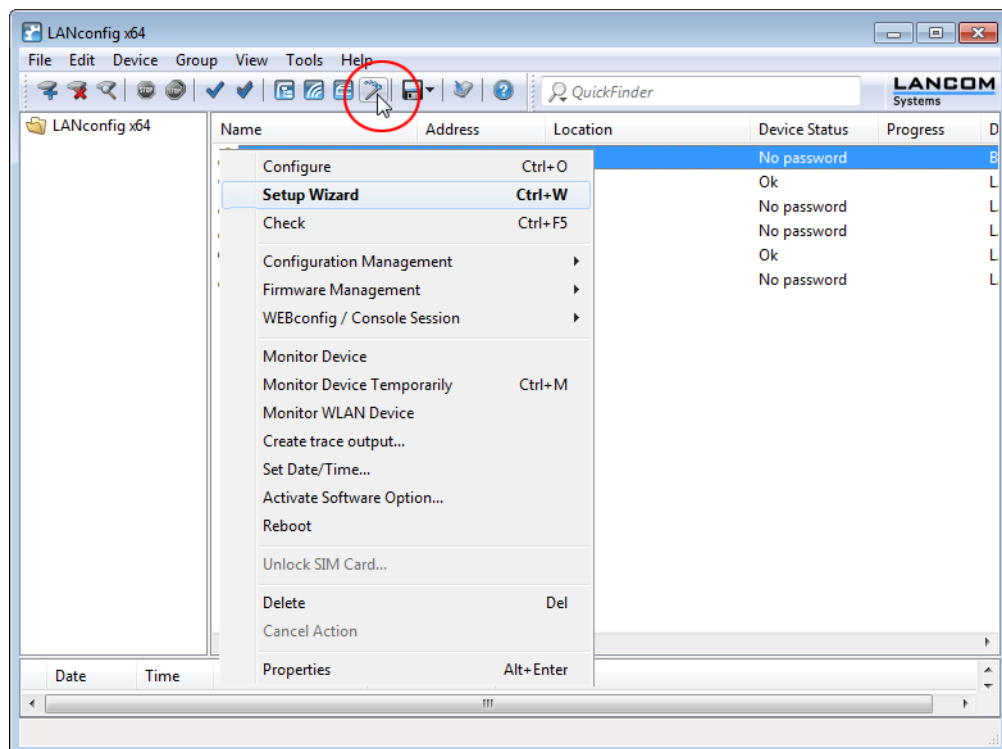 LANconfig x64
File Edit Device Group View Tools Help
QuickFinder
LANCOM
Systems
LANconfig x64
Name Address Location Device Status Progress D
No password B
Ok L
No password L
No password L
Ok L
No password L
Configure Ctrl+O
Setup Wizard Ctrl+W
Check Ctrl+F5
Configuration Management
Firmware Management
WEBconfig / Console Session
Monitor Device
Monitor Device Temporarily Ctrl+M
Monitor WLAN Device
Create trace output...
Set Date/Time...
Activate Software Option...
Reboot
Unlock SIM Card...
Delete Del
Cancel Action
Properties Alt+Enter
Date Time